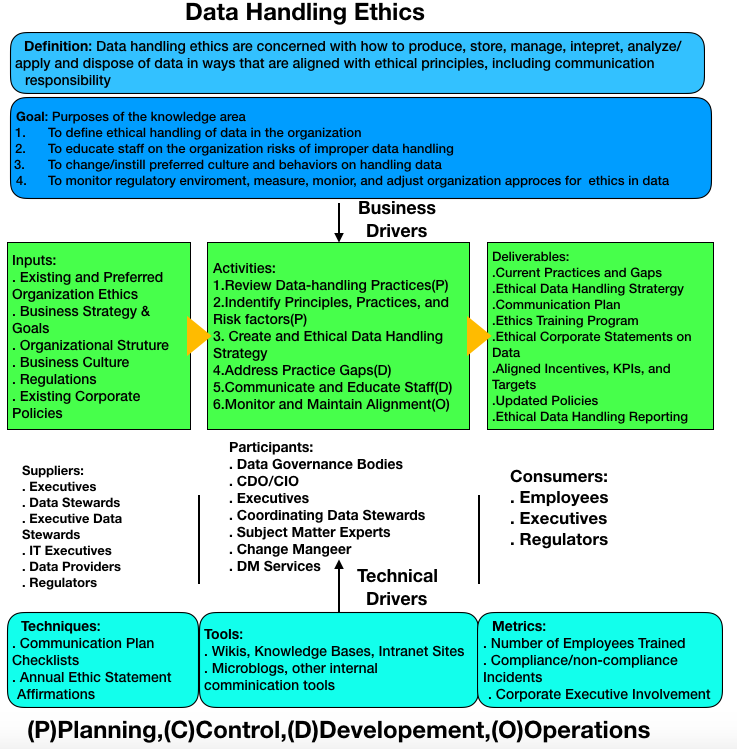 Data Handling Ethics
Definition: Data handling ethics are concerned with how to produce, store, manage, intepret, analyze/
apply and dispose of data in ways that are aligned with ethical principles, including communication
responsibility
Goal: Purposes of the knowledge area
1. To define ethical handling of data in the organization
2. To educate staff on the organization risks of improper data handling
3. To change/instill preferred culture and behaviors on handling data
4. To monitor regulatory enviroment, measure, monior, and adjust organization approces for ethics in data
Business
Drivers
Inputs:
. Existing and Preferred
Organization Ethics
. Business Strategy &
Goals
. Organizational Struture
. Business Culture
. Regulations
. Existing Corporate
Policies
Activities:
1.Review Data-handling Practices(P)
2.Indentify Principles, Practices, and
Risk factors(P)
3. Create and Ethical Data Handling
Strategy
4.Address Practice Gaps(D)
5.Communicate and Educate Staff(D)
6.Monitor and Maintain Alignment(O)
Deliverables:
.Current Practices and Gaps
.Ethical Data Handling Stratergy
.Communication Plan
.Ethics Training Program
.Ethical Corporate Statements on
Data
.Aligned Incentives, KPIs, and
Targets
.Updated Policies
.Ethical Data Handling Reporting
Suppliers:
. Executives
. Data Stewards
. Executive Data
Stewards
. IT Executives
. Data Providers
. Regulators
Participants:
. Data Governance Bodies
. CDO/CIO
. Executives
. Coordinating Data Stewards
. Subject Matter Experts
. Change Mangeer
. DM Services
Consumers:
. Employees
. Executives
. Regulators
Technical
Drivers
Techniques:
. Communication Plan
Checklists
. Annual Ethic Statement
Affirmations
Tools:
. Wikis, Knowledge Bases, Intranet Sites
. Microblogs, other internal
comminication tools
Metrics:
. Number of Employees Trained
. Compliance/non-compliance
Incidents
. Corporate Executive Involvement
(P)Planning,(C)Control,(D)Developement,(O)Operations